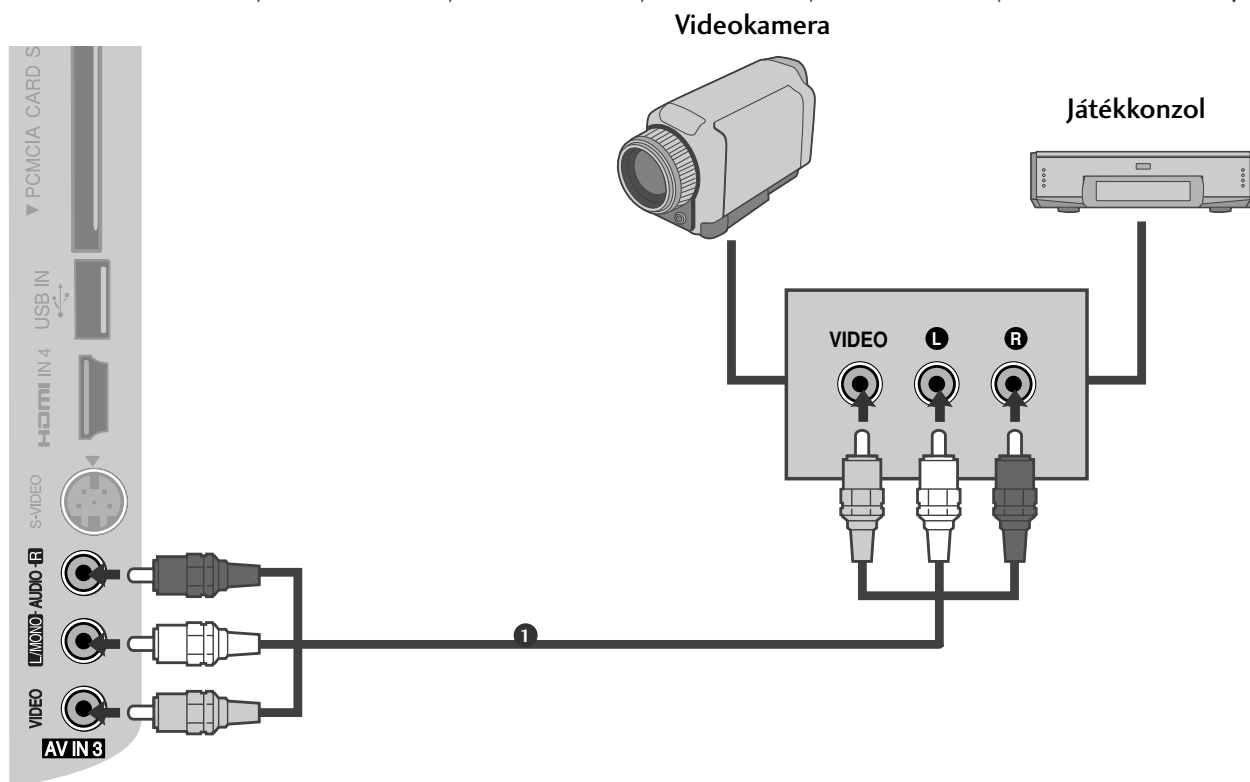 Videokamera
Játékkonzol
VIDEO L R
▼ PCMCIA CARD S
USB IN
HDMI IN 4
S-VIDEO
L/MONO- AUDIO -R
VIDEO
AV IN 3
1